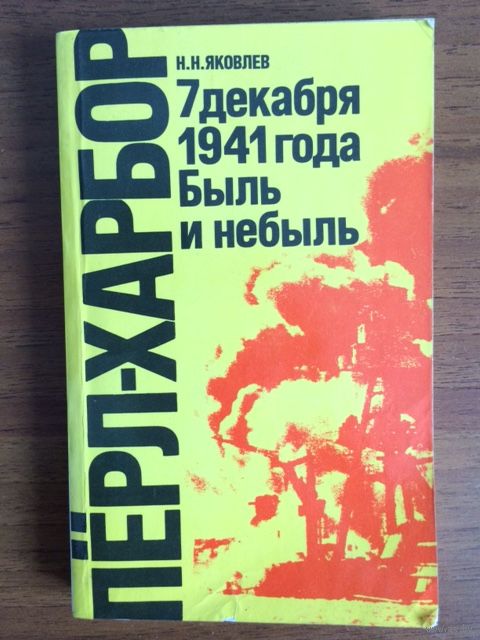 ПЁРЛ-ХАРБОР
Н.Н.ЯКОВЛЕВ
7 декабря
1941 года
Быль
и небыль